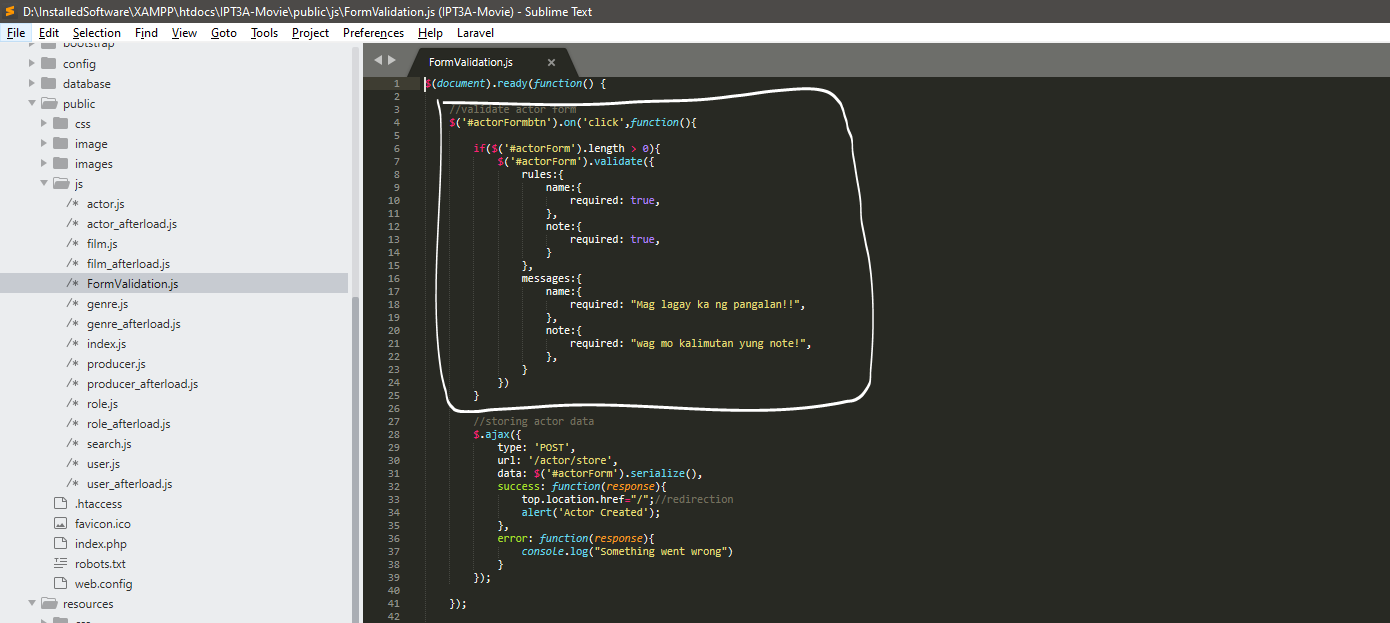 D:\InstalledSoftware\XAMPP\htdocs\IPT3A-Movie\public\js\FormValidation.js (IPT3A-Movie) - Sublime Text
File Edit Selection Find View Goto Tools Project Preferences Help Laravel
bootstrap
config
database
public
css
image
images
js
/* actor.js
/* actor_afterload.js
/* film.js
/* film_afterload.js
/* FormValidation.js
/* genre.js
/* genre_afterload.js
/* index.js
/* producer.js
/* producer_afterload.js
/* role.js
/* role_afterload.js
/* search.js
/* user.js
/* user_afterload.js
.htaccess
favicon.ico
index.php
robots.txt
web.config
resources
FormValidation.js ×
1 $(document).ready(function() {
2
3 //validate actor form
4 $('#actorFormbtn').on('click',function(){
5
6 if($('#actorForm').length > 0){
7 $('#actorForm').validate({
8 rules:{
9 name:{
10 required: true,
11 },
12 note:{
13 required: true,
14 }
15 },
16 messages:{
17 name:{
18 required: "Mag lagay ka ng pangalan!!",
19 },
20 note:{
21 required: "wag mo kalimutan yung note!",
22 },
23 }
24 })
25 }
26
27 //storing actor data
28 $.ajax({
29 type: 'POST',
30 url: '/actor/store',
31 data: $('#actorForm').serialize(),
32 success: function(response){
33 top.location.href="/";//redirection
34 alert('Actor Created');
35 },
36 error: function(response){
37 console.log("Something went wrong")
38 }
39 });
40
41 });
42